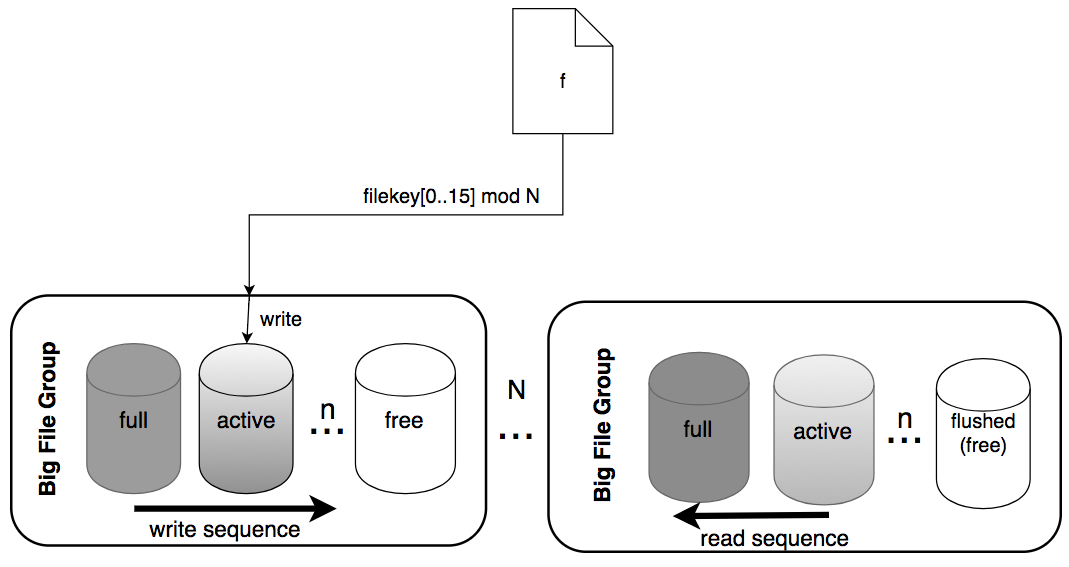 f
filekey[0..15] mod N
write
Big File Group
full
active
n
...
free
write sequence
N
...
Big File Group
full
active
n
...
flushed
(free)
read sequence